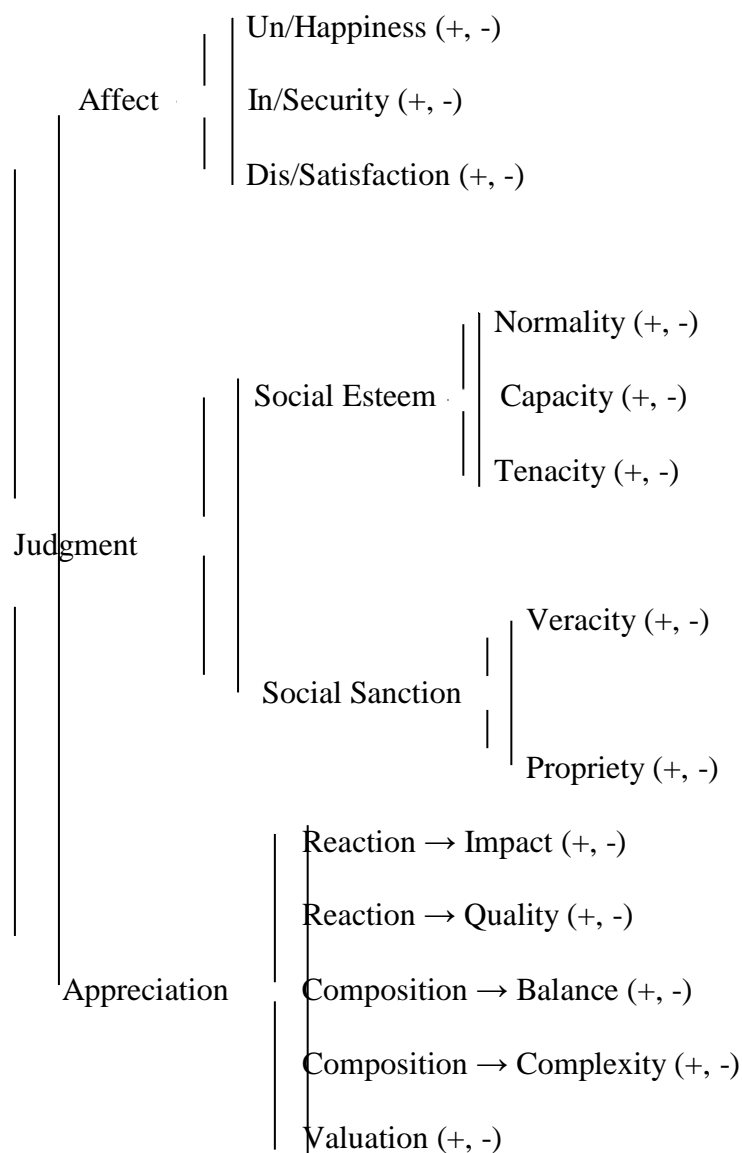 Un/Happiness (+, -)
Affect
In/Security (+, -)
Dis/Satisfaction (+, -)
Normality (+, -)
Social Esteem
Capacity (+, -)
Tenacity (+, -)
Judgment
Veracity (+, -)
Social Sanction
Propriety (+, -)
Reaction → Impact (+, -)
Reaction → Quality (+, -)
Appreciation
Composition → Balance (+, -)
Composition → Complexity (+, -)
Valuation (+, -)